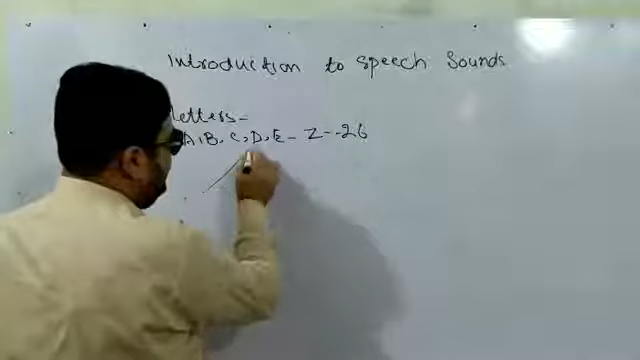 Introduction to speech Sounds
letters-
A, B, C, D, E - Z - - 26